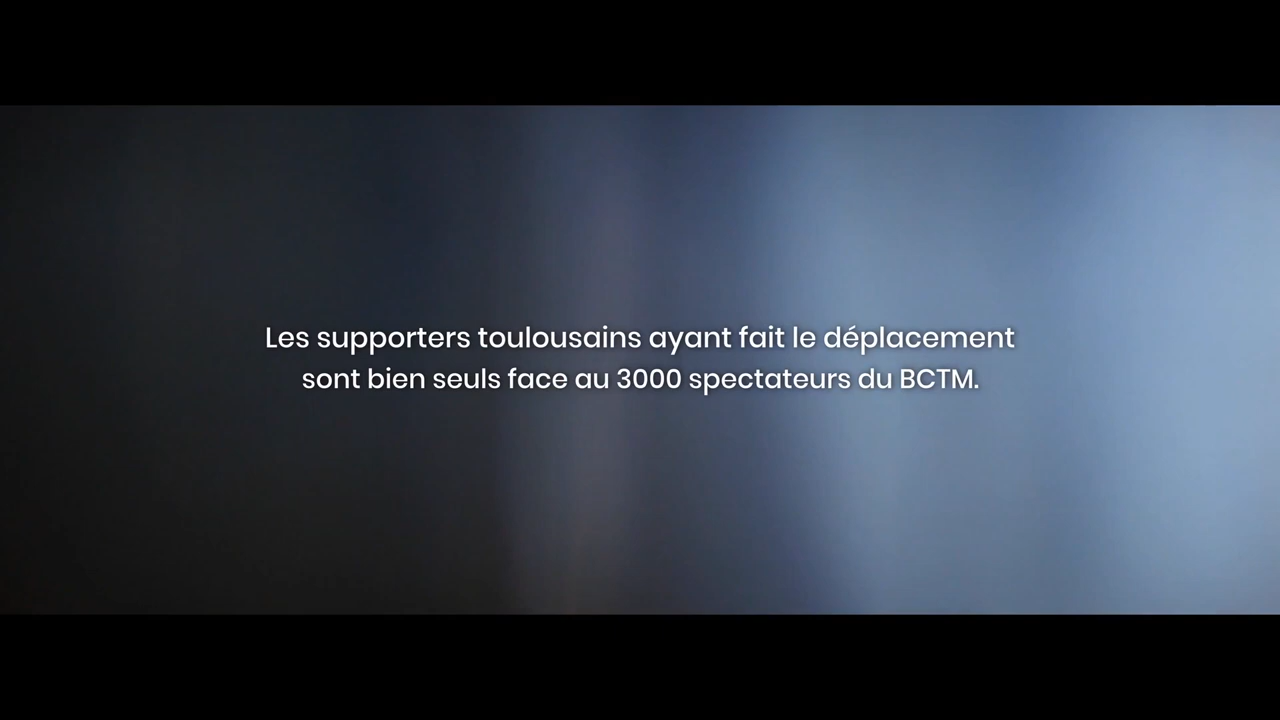 Les supporters toulousains ayant fait le déplacement
sont bien seuls face au 3000 spectateurs du BCTM.